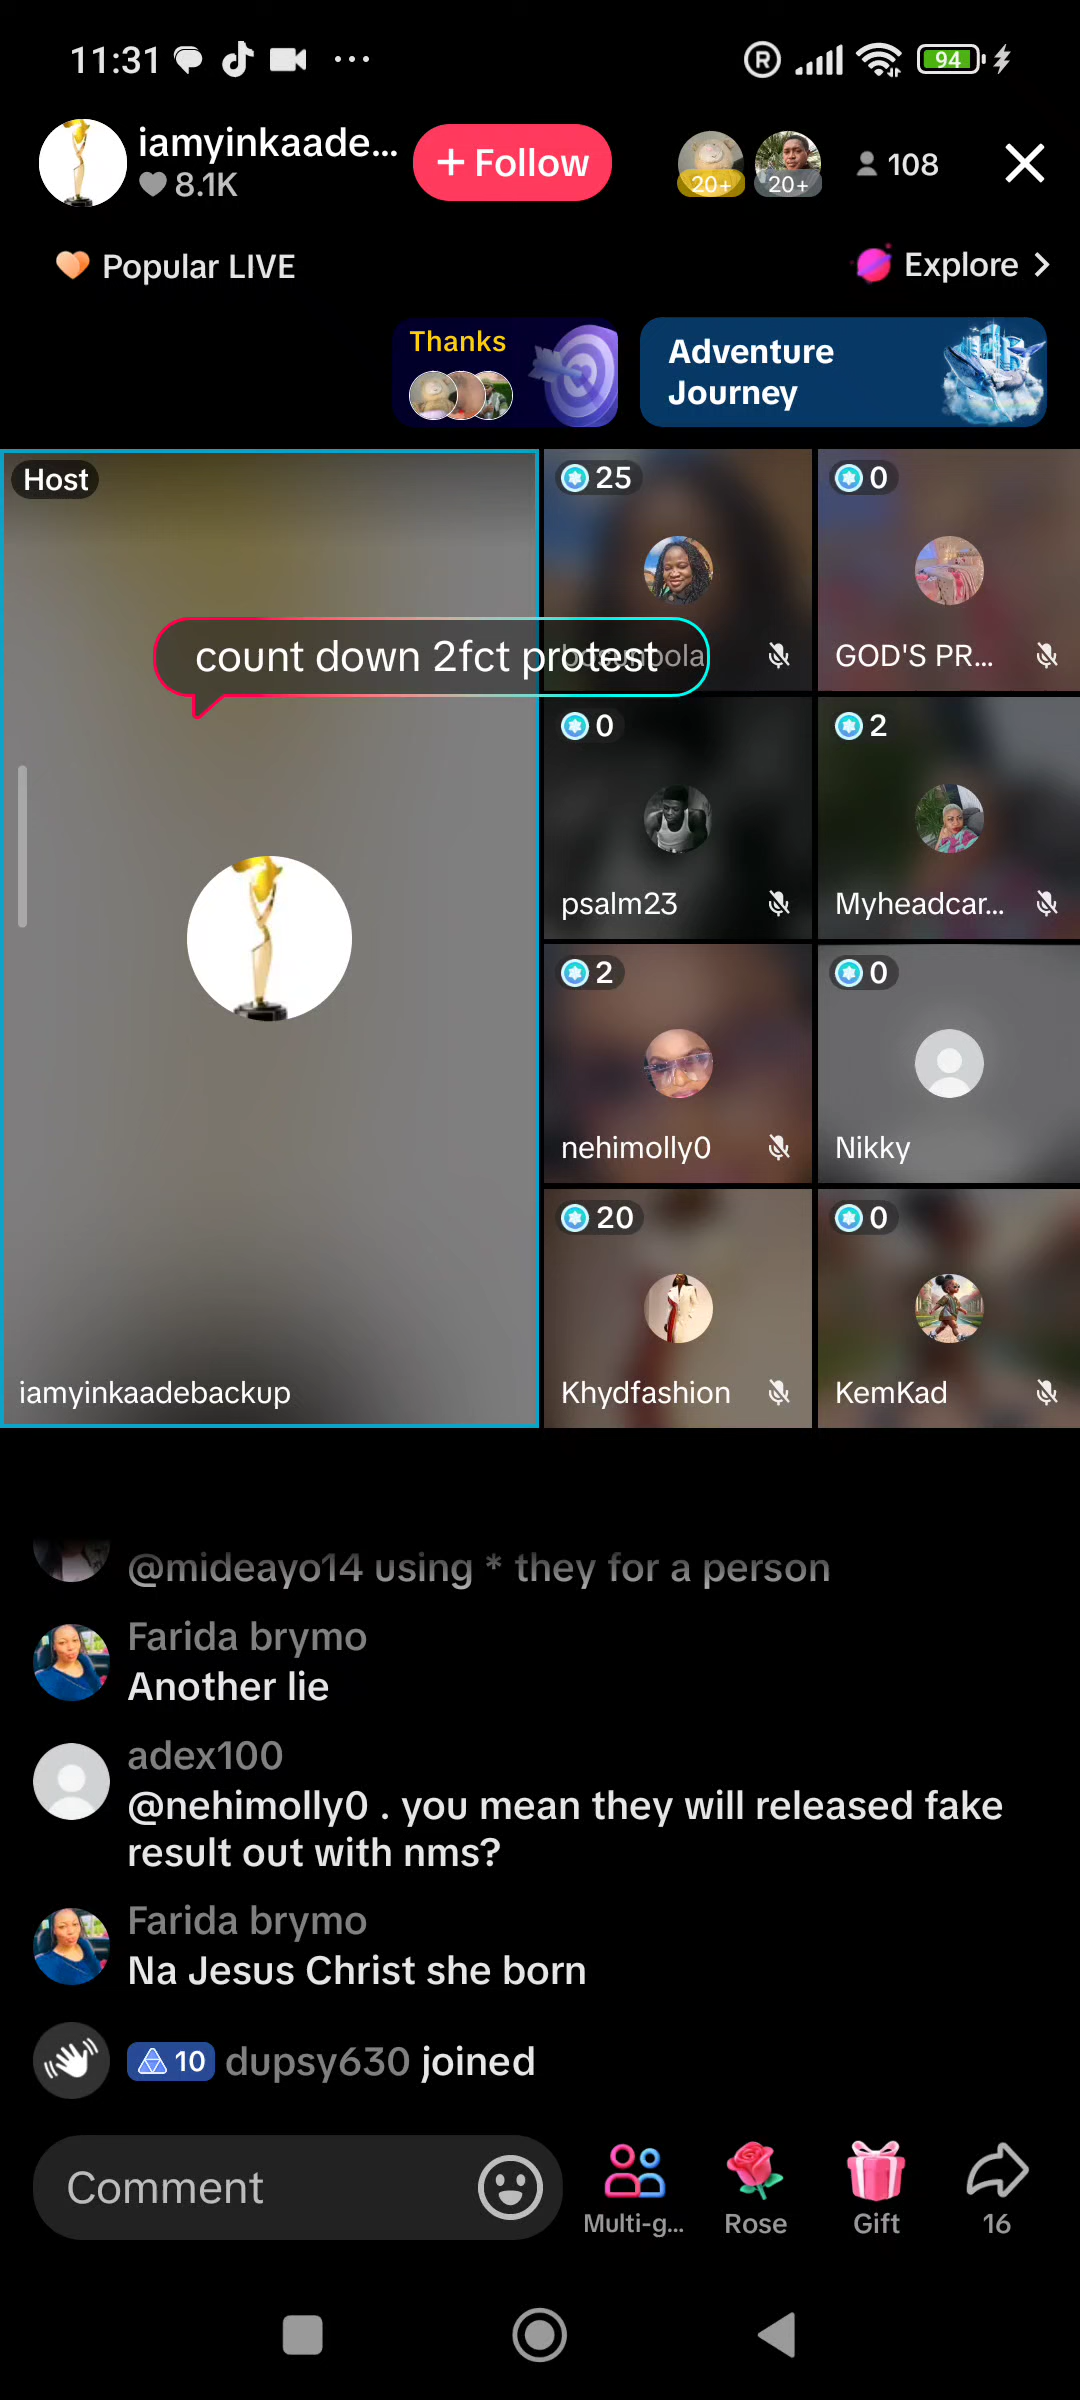 11:31
94
iamyinkaade...
8.1K
+ Follow
20+
20+
108
Popular LIVE
Explore >
Thanks
Adventure
Journey
Host
25
0
count down 2fct protest
GOD'S PR...
0
2
psalm23
Myheadcar...
2
0
nehimolly0
Nikky
20
0
iamyinkaadebackup
Khydfashion
KemKad
@mideayo14 using * they for a person
Farida brymo
Another lie
adex100
@nehimolly0 . you mean they will released fake
result out with nms?
Farida brymo
Na Jesus Christ she born
10 dupsy630 joined
Comment
Multi-g...
Rose
Gift
16